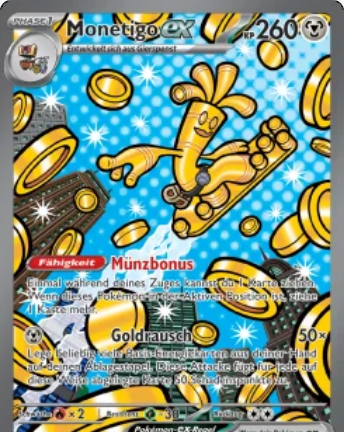 PHASE 1
Monetigo ex KP 260
Entwickelt sich aus Gierspenst
Fähigkeit Münzbonus
Einmal während deines Zuges kannst du 1 Karte ziehen.
Wenn dieses Pokémon in der Aktiven Position ist, ziehe
1 Karte mehr.
Goldrausch 50×
Lege beliebig viele Basis-Energiekarten aus deiner Hand
auf deinen Ablagestapel. Diese Attacke fügt für jede auf
diese Weise abgelegte Karte 50 Schadenspunkte zu.
× 2
Pokémon-ex-Regel